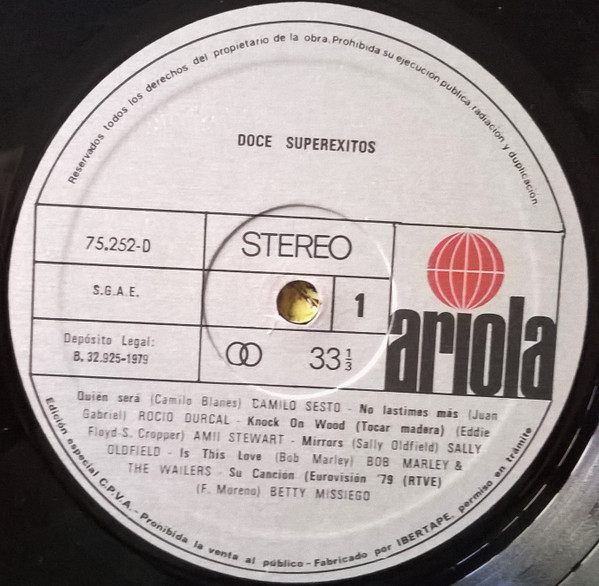 Reservados todos los derechos del propietario de la obra. Prohibida su ejecucion publica radiacion y duplicación.
DOCE SUPEREXITOS
75.252-D
STEREO
S.G.A.E.
1
ariola
Depósito Legal:
B. 32.925-1979
33 1/3
Quién será (Camilo Blanes) CAMILO SESTO - No lastimes más (Juan
Gabriel) ROCIO DURCAL - Knock On Wood (Tocar madera) (Eddie
Floyd-S. Cropper) AMII STEWART - Mirrors (Sally Oldfield) SALLY
OLDFIELD - Is This Love (Bob Marley) BOB MARLEY &
THE WAILERS - Su Canción (Eurovisión '79 (RTVE)
(F. Moreno) BETTY MISSIEGO
Edición especial C.P.V.A. - Prohibida la venta al público - Fabricado por IBERTAPE, permiso en trámite